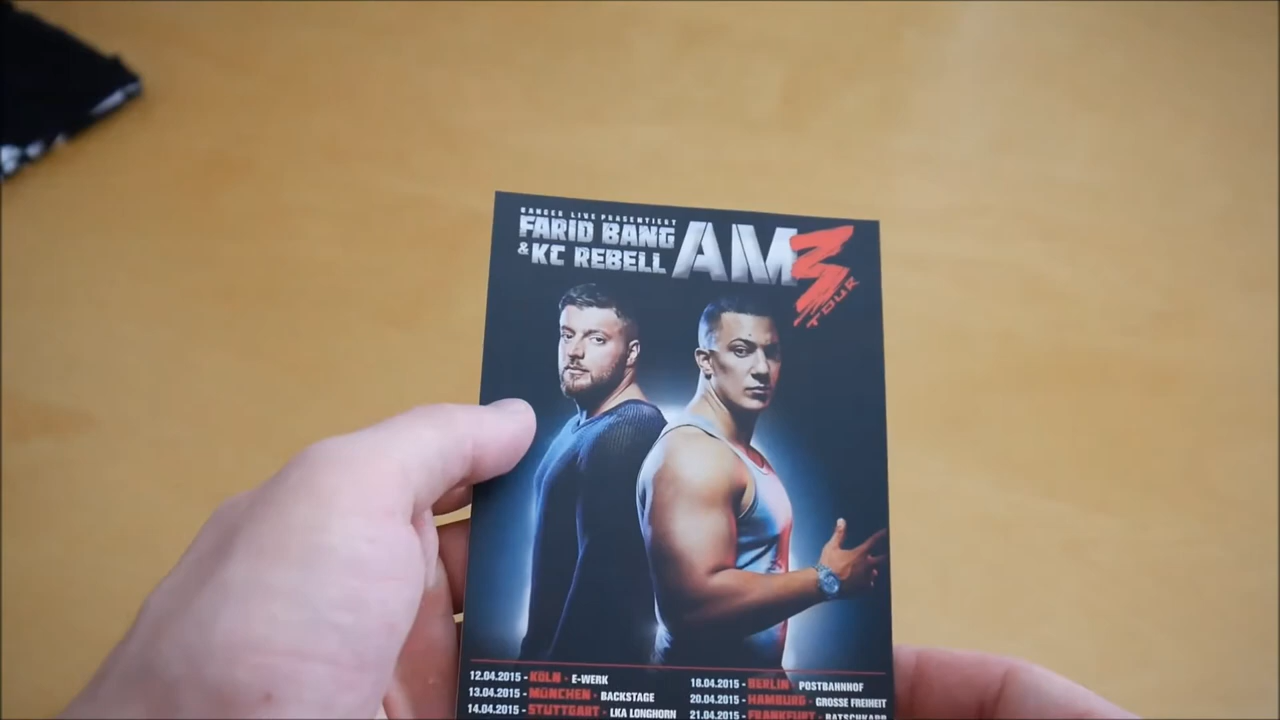 BANGER LIVE PRAESENTIERT
FARID BANG
& KC REBELL
AM3
TOUR
12.04.2015 - KÖLN - E-WERK
13.04.2015 - MÜNCHEN - BACKSTAGE
14.04.2015 - STUTTGART - LKA LONGHORN
18.04.2015 - BERLIN - POSTBAHNHOF
20.04.2015 - HAMBURG - GROSSE FREIHEIT
21.04.2015 - FRANKFURT - BATSCHKAPP